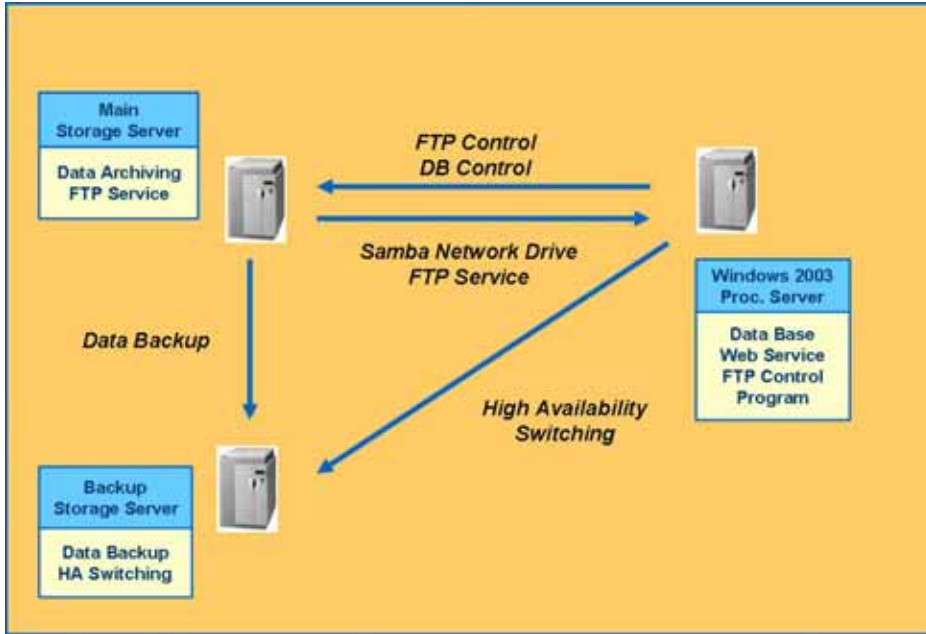 Main
Storage Server
Data Archiving
FTP Service
FTP Control
DB Control
Samba Network Drive
FTP Service
Windows 2003
Proc. Server
Data Base
Web Service
FTP Control
Program
Data Backup
High Availability
Switching
Backup
Storage Server
Data Backup
HA Switching